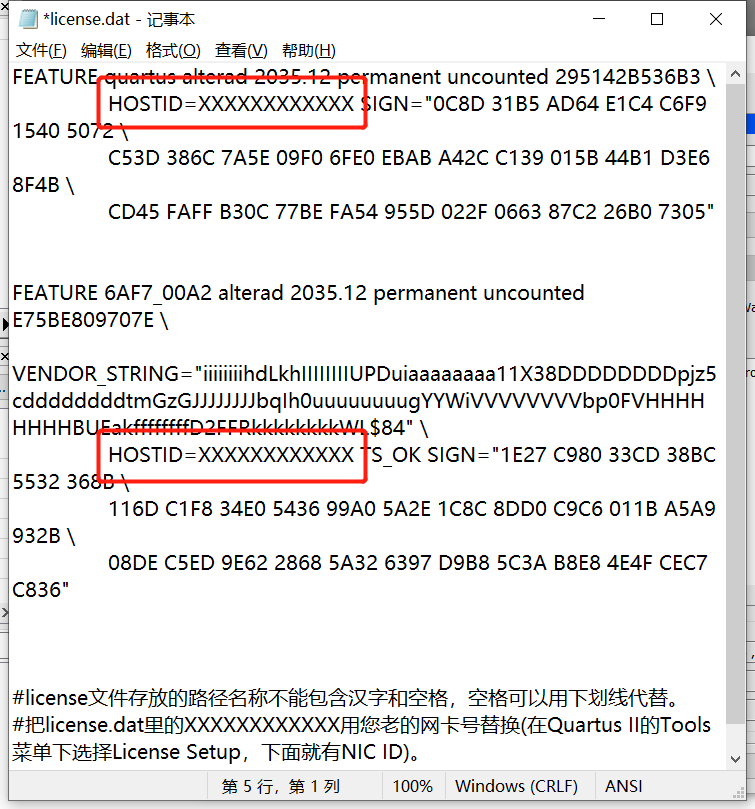 *license.dat - 记事本
文件(F) 编辑(E) 格式(O) 查看(V) 帮助(H)
FEATURE quartus alterad 2035.12 permanent uncounted 295142B536B3 \
HOSTID=XXXXXXXXXXXX SIGN="0C8D 31B5 AD64 E1C4 C6F9
1540 5072 \
C53D 386C 7A5E 09F0 6FE0 EBAB A42C C139 015B 44B1 D3E6
8F4B \
CD45 FAFF B30C 77BE FA54 955D 022F 0663 87C2 26B0 7305"
FEATURE 6AF7_00A2 alterad 2035.12 permanent uncounted
E75BE809707E \
VENDOR_STRING="iiiiiiiihdLkhIIIIIIIIUPDuiaaaaaaaa11X38DDDDDDDDpjz5
cddddddddtmGzGJJJJJJJJbqIh0uuuuuuuugYYWiVVVVVVVVbp0FVHHHH
HHHHBUFakffffffffD2FFRkkkkkkkkWL$84" \
HOSTID=XXXXXXXXXXXX TS_OK SIGN="1E27 C980 33CD 38BC
5532 368B \
116D C1F8 34E0 5436 99A0 5A2E 1C8C 8DD0 C9C6 011B A5A9
932B \
08DE C5ED 9E62 2868 5A32 6397 D9B8 5C3A B8E8 4E4F CEC7
C836"
#license文件存放的路径名称不能包含汉字和空格，空格可以用下划线代替。
#把license.dat里的XXXXXXXXXXXX用您老的网卡号替换(在Quartus II的Tools
菜单下选择License Setup，下面就有NIC ID)。
第 5 行，第 1 列 100% Windows (CRLF) ANSI